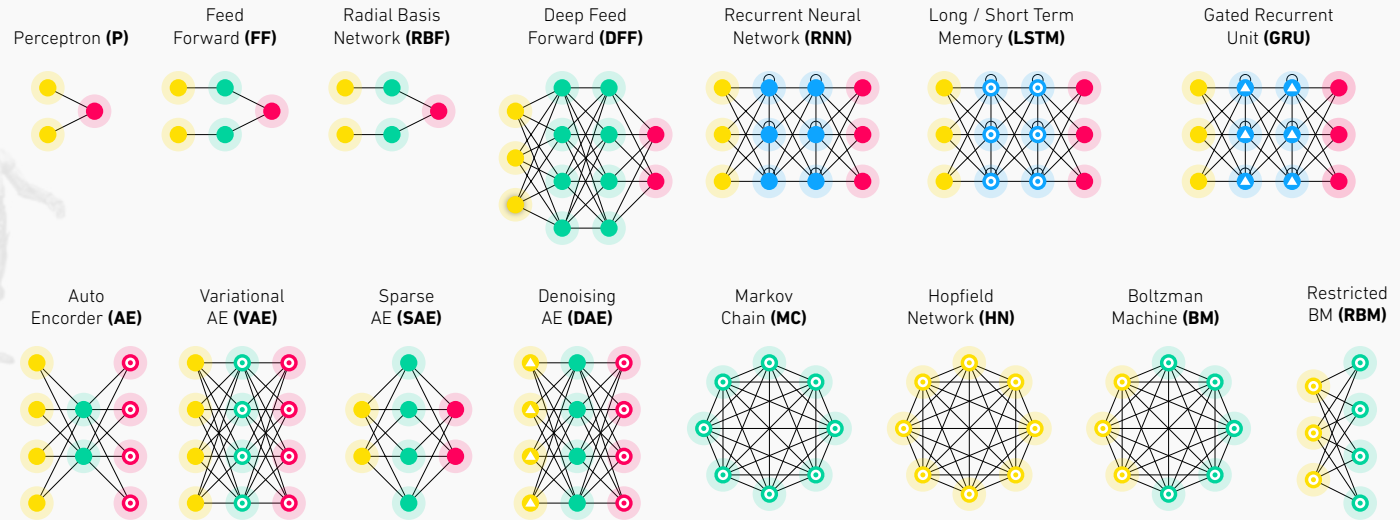 Perceptron (P)
Feed
Forward (FF)
Radial Basis
Network (RBF)
Deep Feed
Forward (DFF)
Recurrent Neural
Network (RNN)
Long / Short Term
Memory (LSTM)
Gated Recurrent
Unit (GRU)
Auto
Encorder (AE)
Variational
AE (VAE)
Sparse
AE (SAE)
Denoising
AE (DAE)
Markov
Chain (MC)
Hopfield
Network (HN)
Boltzman
Machine (BM)
Restricted
BM (RBM)